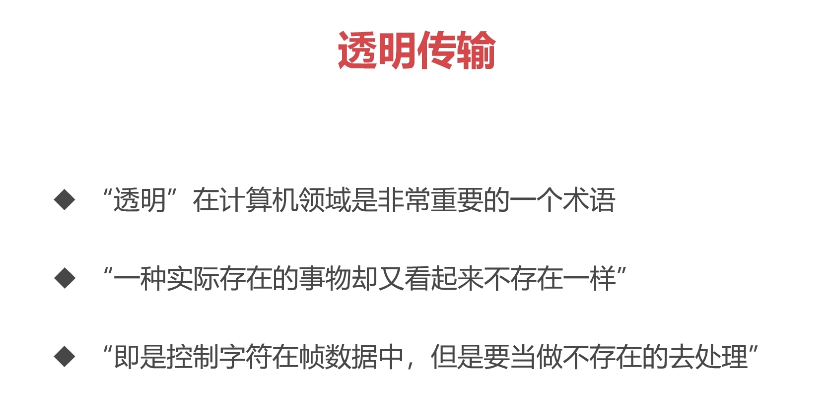 透明传输
◆ “透明”在计算机领域是非常重要的一个术语
◆ “一种实际存在的事物却又看起来不存在一样”
◆ “即是控制字符在帧数据中，但是要当做不存在的去处理”